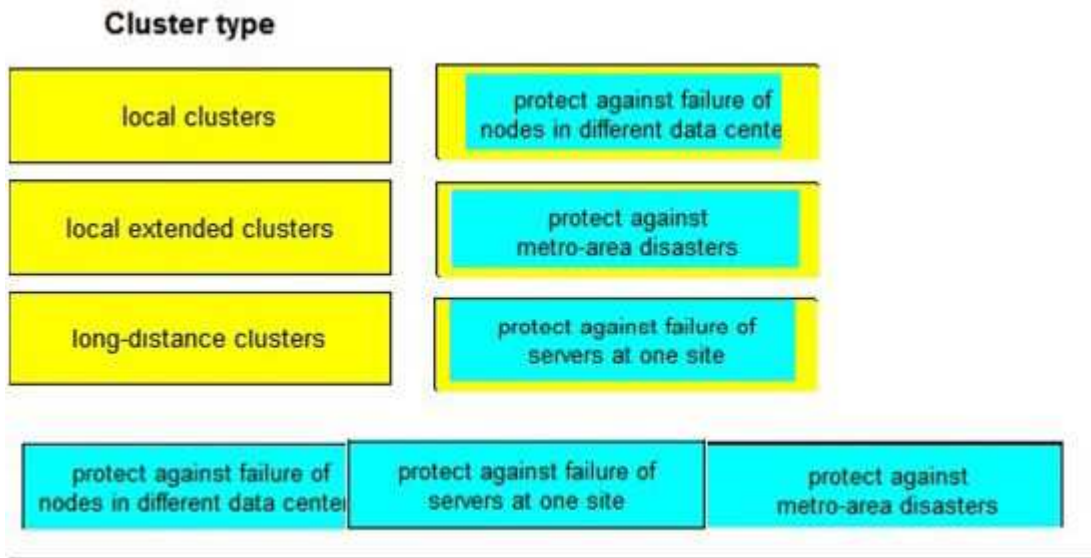 Cluster type
local clusters
protect against failure of
nodes in different data cente
local extended clusters
protect against
metro-area disasters
long-distance clusters
protect against failure of
servers at one site
protect against failure of
nodes in different data center
protect against failure of
servers at one site
protect against
metro-area disasters